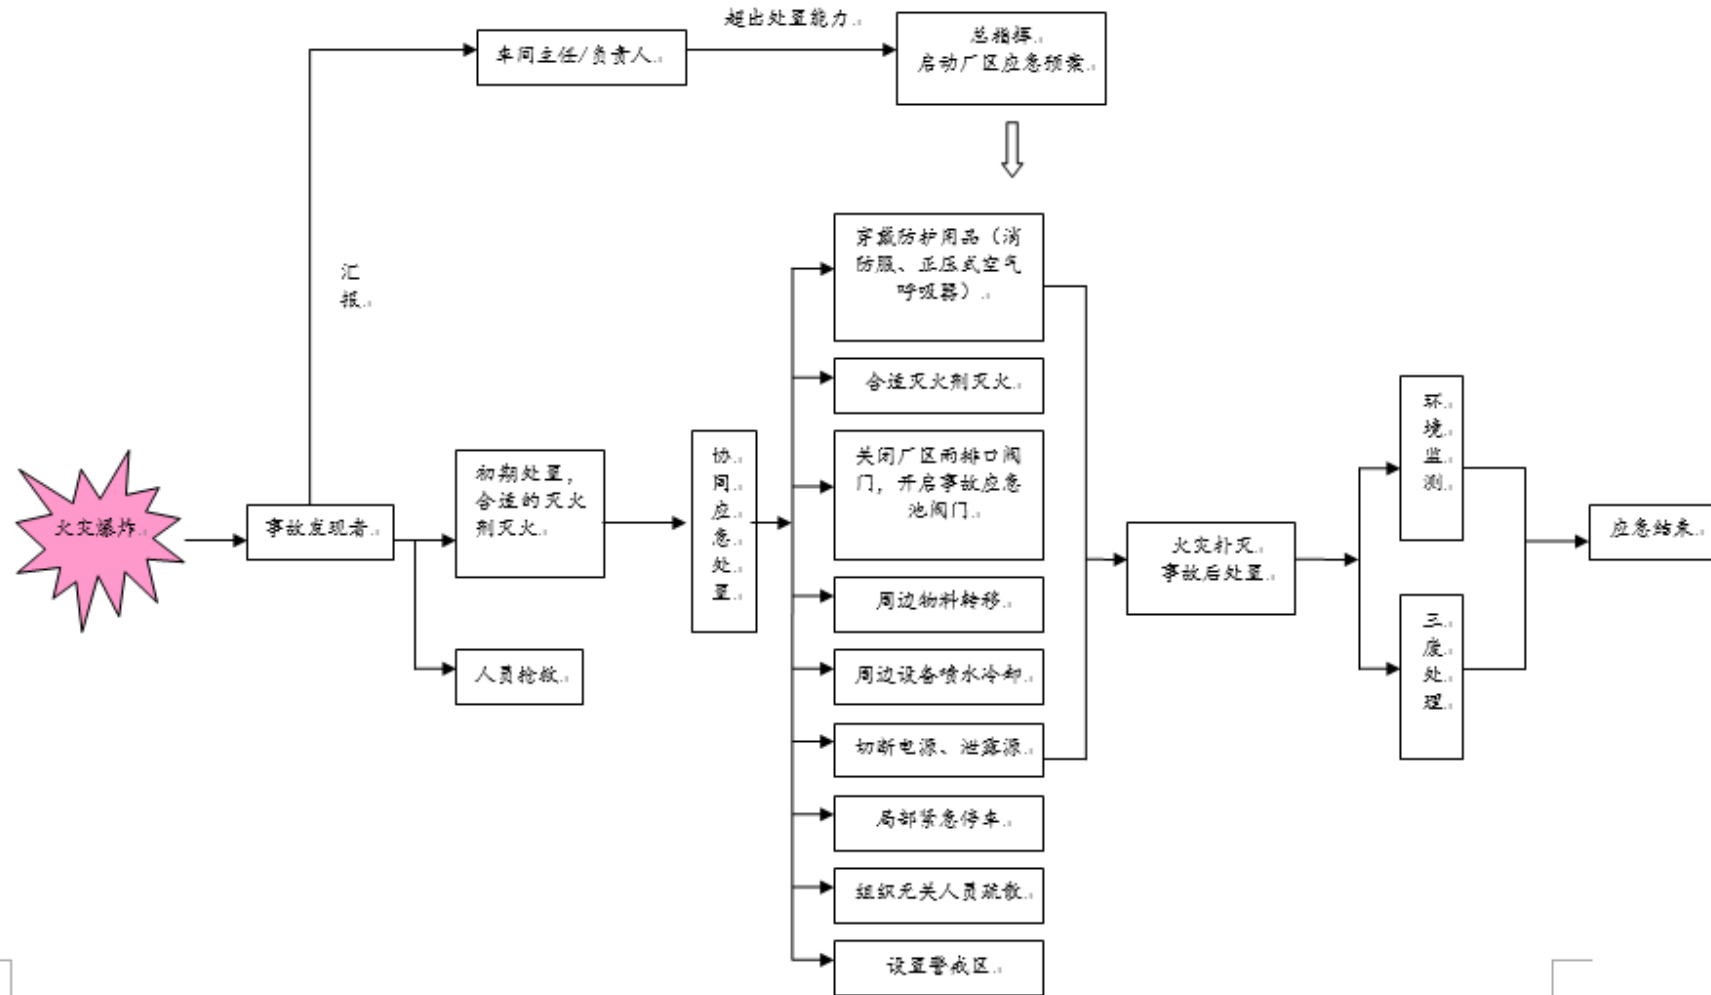 超出处置能力
车间主任/负责人
总指挥
启动厂区应急预案
汇
报
穿戴防护用品（消
防服、正压式空气
呼吸器）
合适灭火剂灭火
关闭厂区雨排口阀
门，开启事故应急
池阀门
周边物料转移
周边设备喷水冷却
切断电源、泄露源
局部紧急停车
组织无关人员疏散
设置警戒区
火灾爆炸
事故发现者
初期处置，
合适的灭火
剂灭火
人员抢救
协
同
应
急
处
置
火灾扑灭
事故后处置
环
境
监
测
三
废
处
理
应急结束